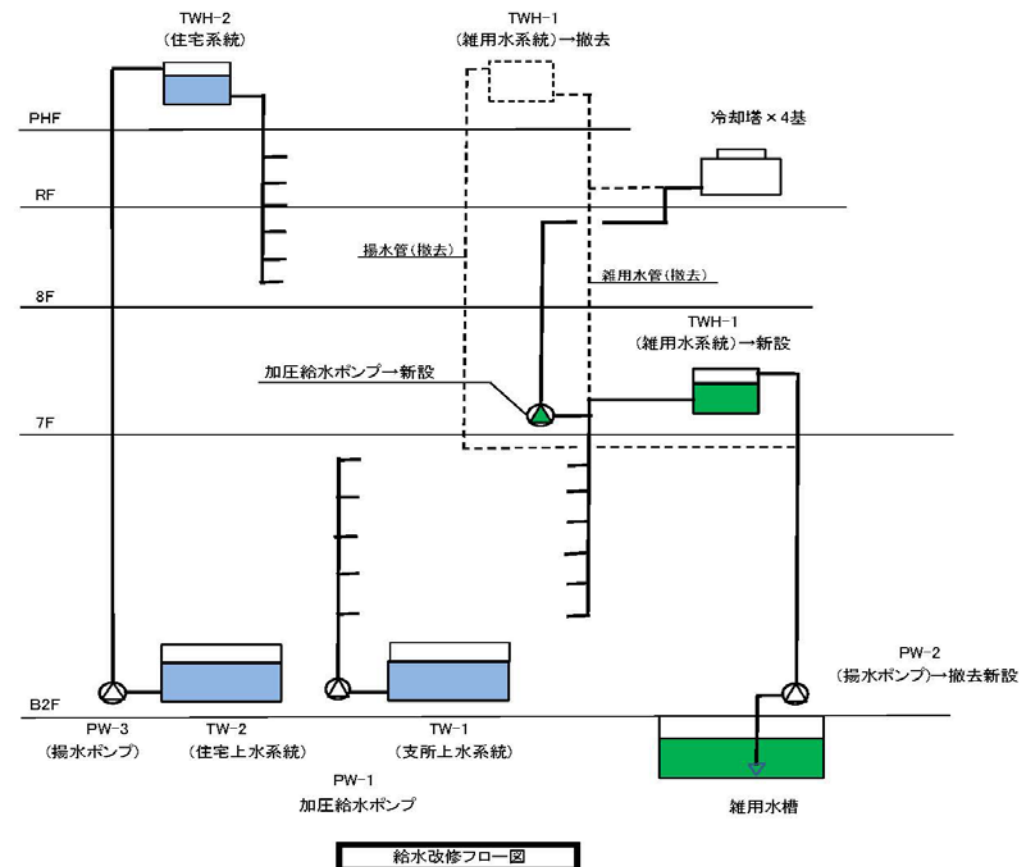 TWH-2
(住宅系統)
TWH-1
(雑用水系統)→撤去
冷却塔×4基
PHF
RF
揚水管(撤去)
雑用水管(撤去)
8F
TWH-1
(雑用水系統)→新設
加圧給水ポンプ→新設
7F
PW-2
(揚水ポンプ)→撤去新設
B2F
PW-3
(揚水ポンプ)
TW-2
(住宅上水系統)
TW-1
(支所上水系統)
PW-1
加圧給水ポンプ
雑用水槽
給水改修フロー図